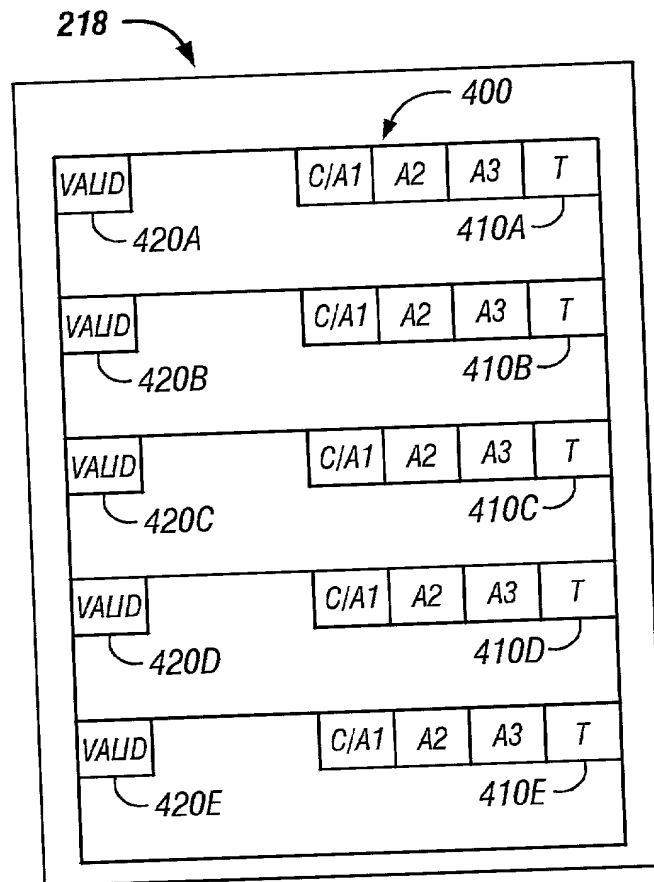 218
400
VALID C/A1 A2 A3 T
420A 410A
VALID C/A1 A2 A3 T
420B 410B
VALID C/A1 A2 A3 T
420C 410C
VALID C/A1 A2 A3 T
420D 410D
VALID C/A1 A2 A3 T
420E 410E